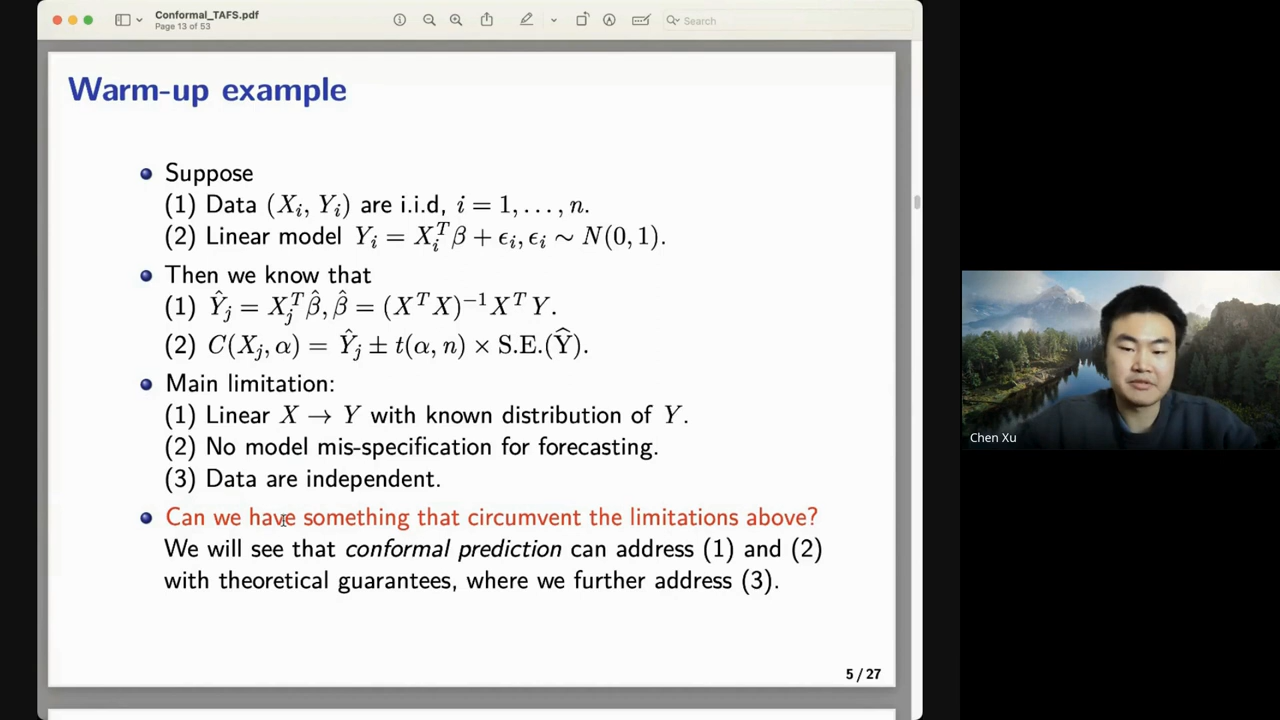 Conformal_TAFS.pdf
Page 13 of 53
Search
Warm-up example
Suppose
(1) Data (X_i, Y_i) are i.i.d, i = 1, . . . , n.
(2) Linear model Y_i = X_i^T β + ϵ_i, ϵ_i ∼ N(0, 1).
Then we know that
(1) Ŷ_j = X_j^T β̂, β̂ = (X^T X)^{−1} X^T Y.
(2) C(X_j, α) = Ŷ_j ± t(α, n) × S.E.(Ŷ).
Main limitation:
(1) Linear X → Y with known distribution of Y.
(2) No model mis-specification for forecasting.
(3) Data are independent.
Can we have something that circumvent the limitations above?
We will see that conformal prediction can address (1) and (2)
with theoretical guarantees, where we further address (3).
5 / 27
Chen Xu